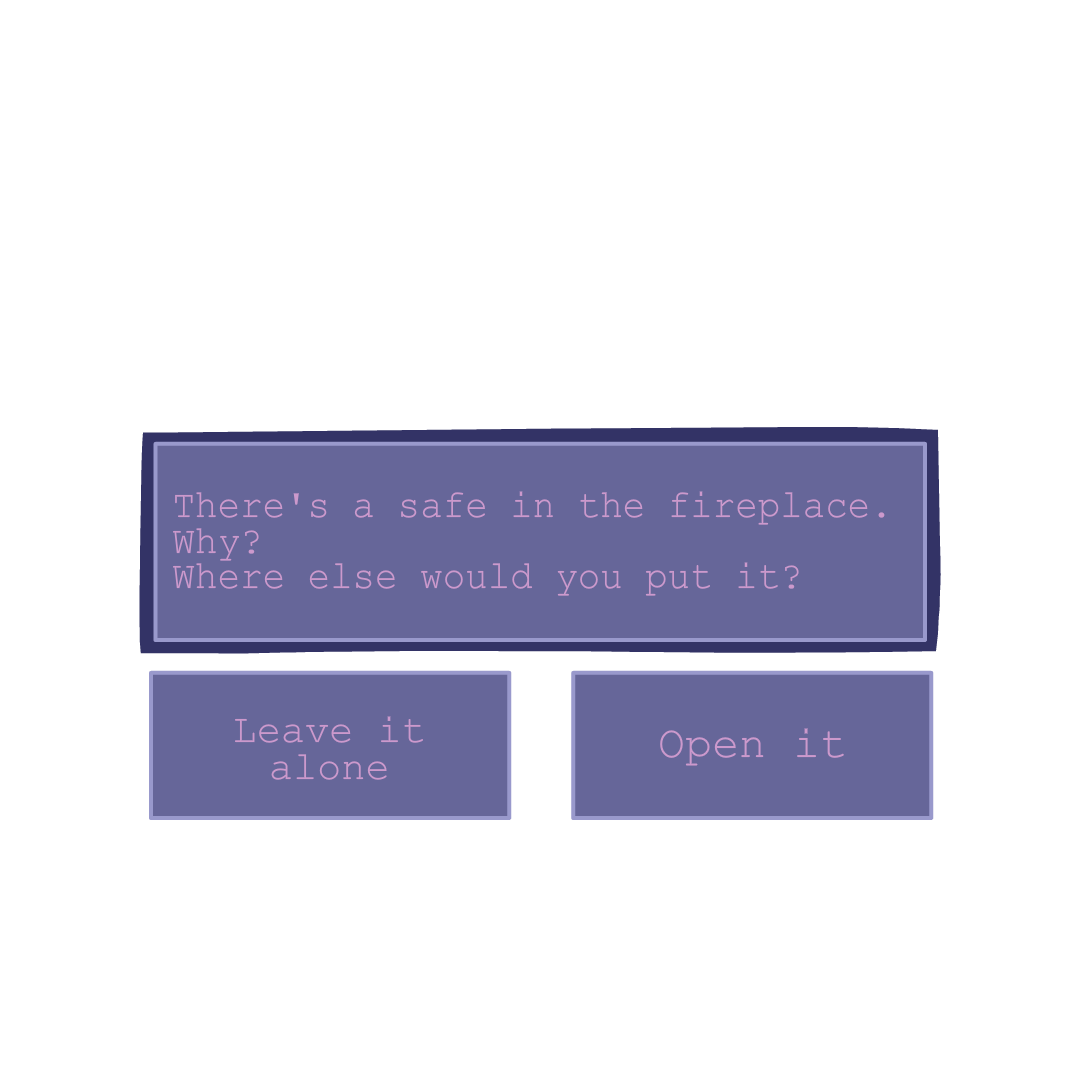 There's a safe in the fireplace.
Why?
Where else would you put it?
Leave it
alone
Open it